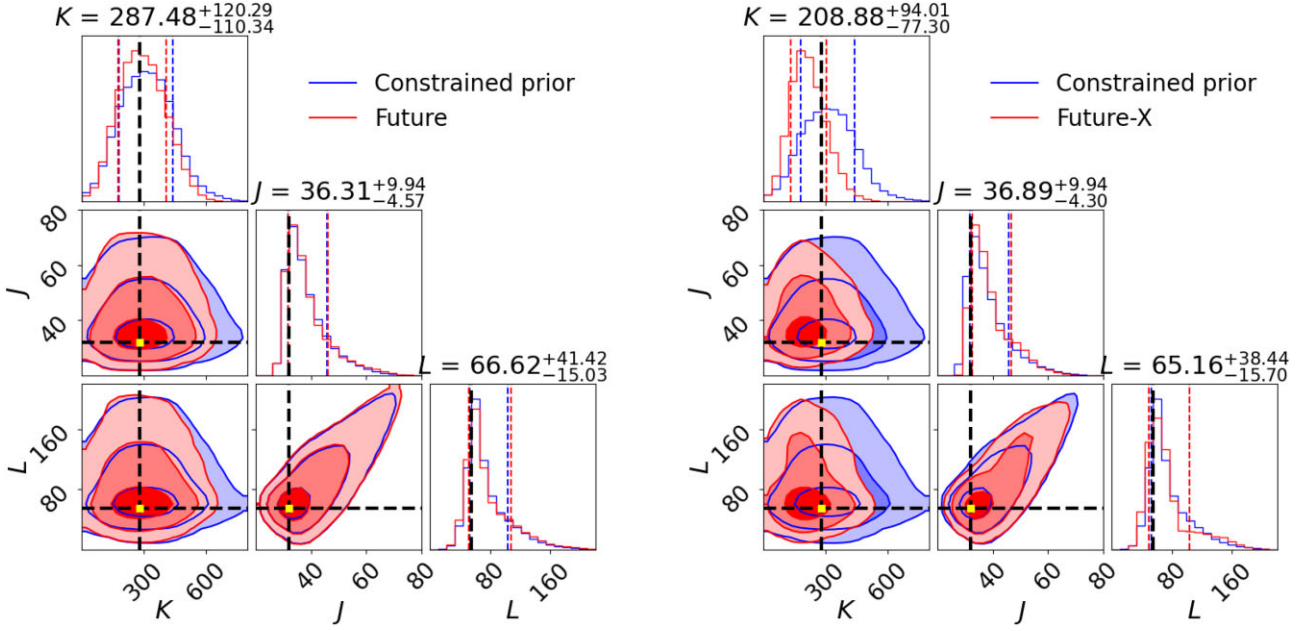 K = 287.48 +120.29 −110.34
Constrained prior
Future
J = 36.31 +9.94 −4.57
80
60
40
J
L = 66.62 +41.42 −15.03
160
80
L
300 600
40 60 80
80 160
K J L
K = 208.88 +94.01 −77.30
Constrained prior
Future-X
J = 36.89 +9.94 −4.30
80
60
40
J
L = 65.16 +38.44 −15.70
160
80
L
300 600
40 60 80
80 160
K J L